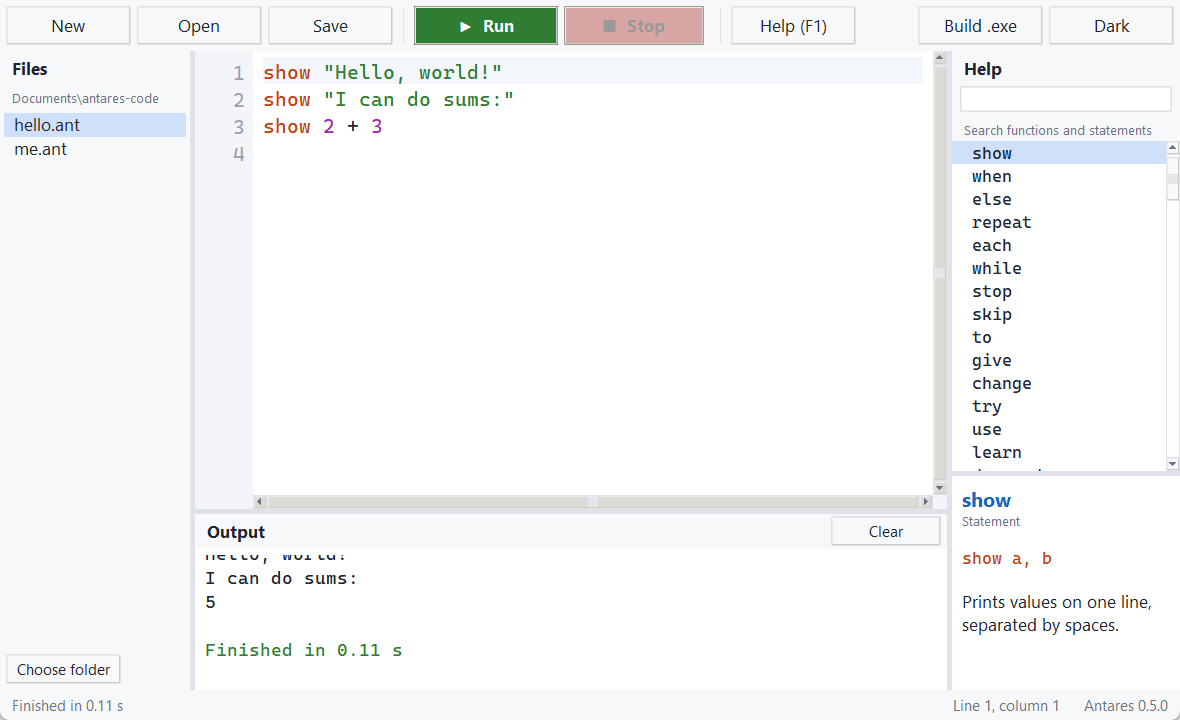 New
Open
Save
Run
Stop
Help (F1)
Build .exe
Dark
Files
Documents\antares-code
hello.ant
me.ant
Choose folder
1 show "Hello, world!"
2 show "I can do sums:"
3 show 2 + 3
4
Output
Clear
Hello, world!
I can do sums:
5
Finished in 0.11 s
Help
Search functions and statements
show
when
else
repeat
each
while
stop
skip
to
give
change
try
use
learn
show
Statement
show a, b
Prints values on one line,
separated by spaces.
Finished in 0.11 s
Line 1, column 1
Antares 0.5.0